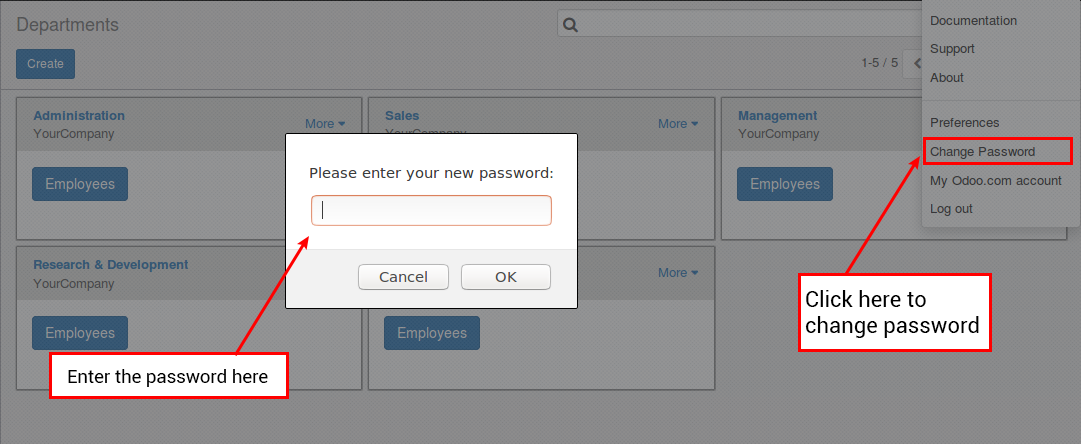 Departments
Create
1-5 / 5
Documentation
Support
About
Preferences
Change Password
My Odoo.com account
Log out
Administration
YourCompany
More
Employees
Sales
YourCompany
More
Management
YourCompany
Employees
Please enter your new password:
Cancel
OK
Research & Development
YourCompany
Employees
More
Employees
Click here to
change password
Enter the password here